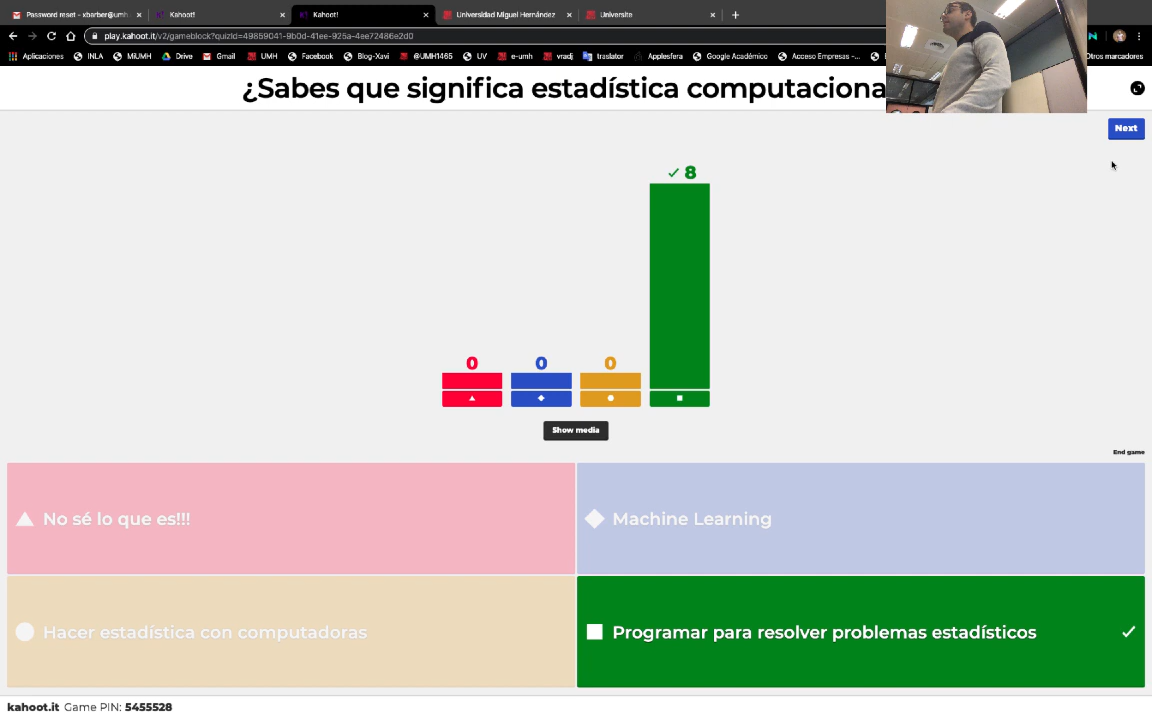 Password reset - xbarber@umh.
Kahoot!
Kahoot!
Universidad Miguel Hernández
Universite
play.kahoot.it/v2/gameblock?quizId=49859041-9b0d-41ee-925a-4ee72486e2d0
Aplicaciones INLA MiUMH Drive Gmail UMH Facebook Blog-Xavi @UMH1465 UV e-umh vradj traslator Applesfera Google Académico Acceso Empresas -... Otros marcadores
¿Sabes que significa estadística computaciona
Next
8
0 0 0
Show media
End game
No sé lo que es!!!
Machine Learning
Hacer estadística con computadoras
Programar para resolver problemas estadísticos
kahoot.it Game PIN: 5455528